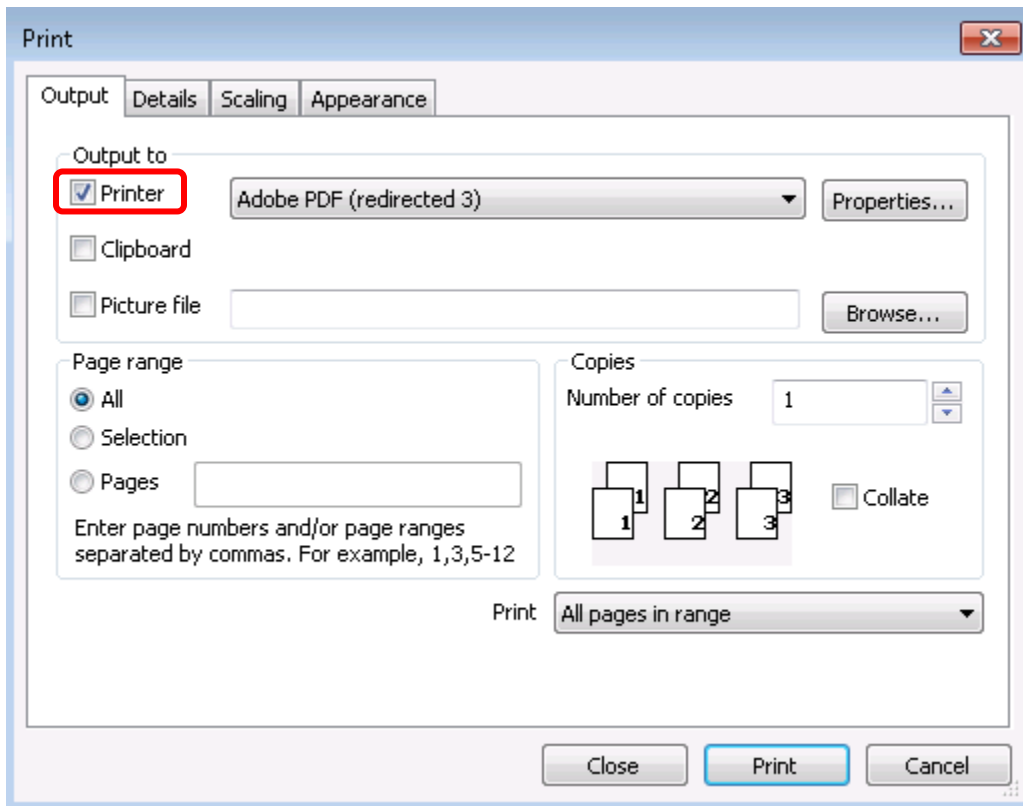 Print
Output Details Scaling Appearance
Output to
Printer Adobe PDF (redirected 3) Properties...
Clipboard
Picture file Browse...
Page range
All
Selection
Pages
Enter page numbers and/or page ranges
separated by commas. For example, 1,3,5-12
Copies
Number of copies 1
1 2 3
1 2 3
Collate
Print All pages in range
Close Print Cancel